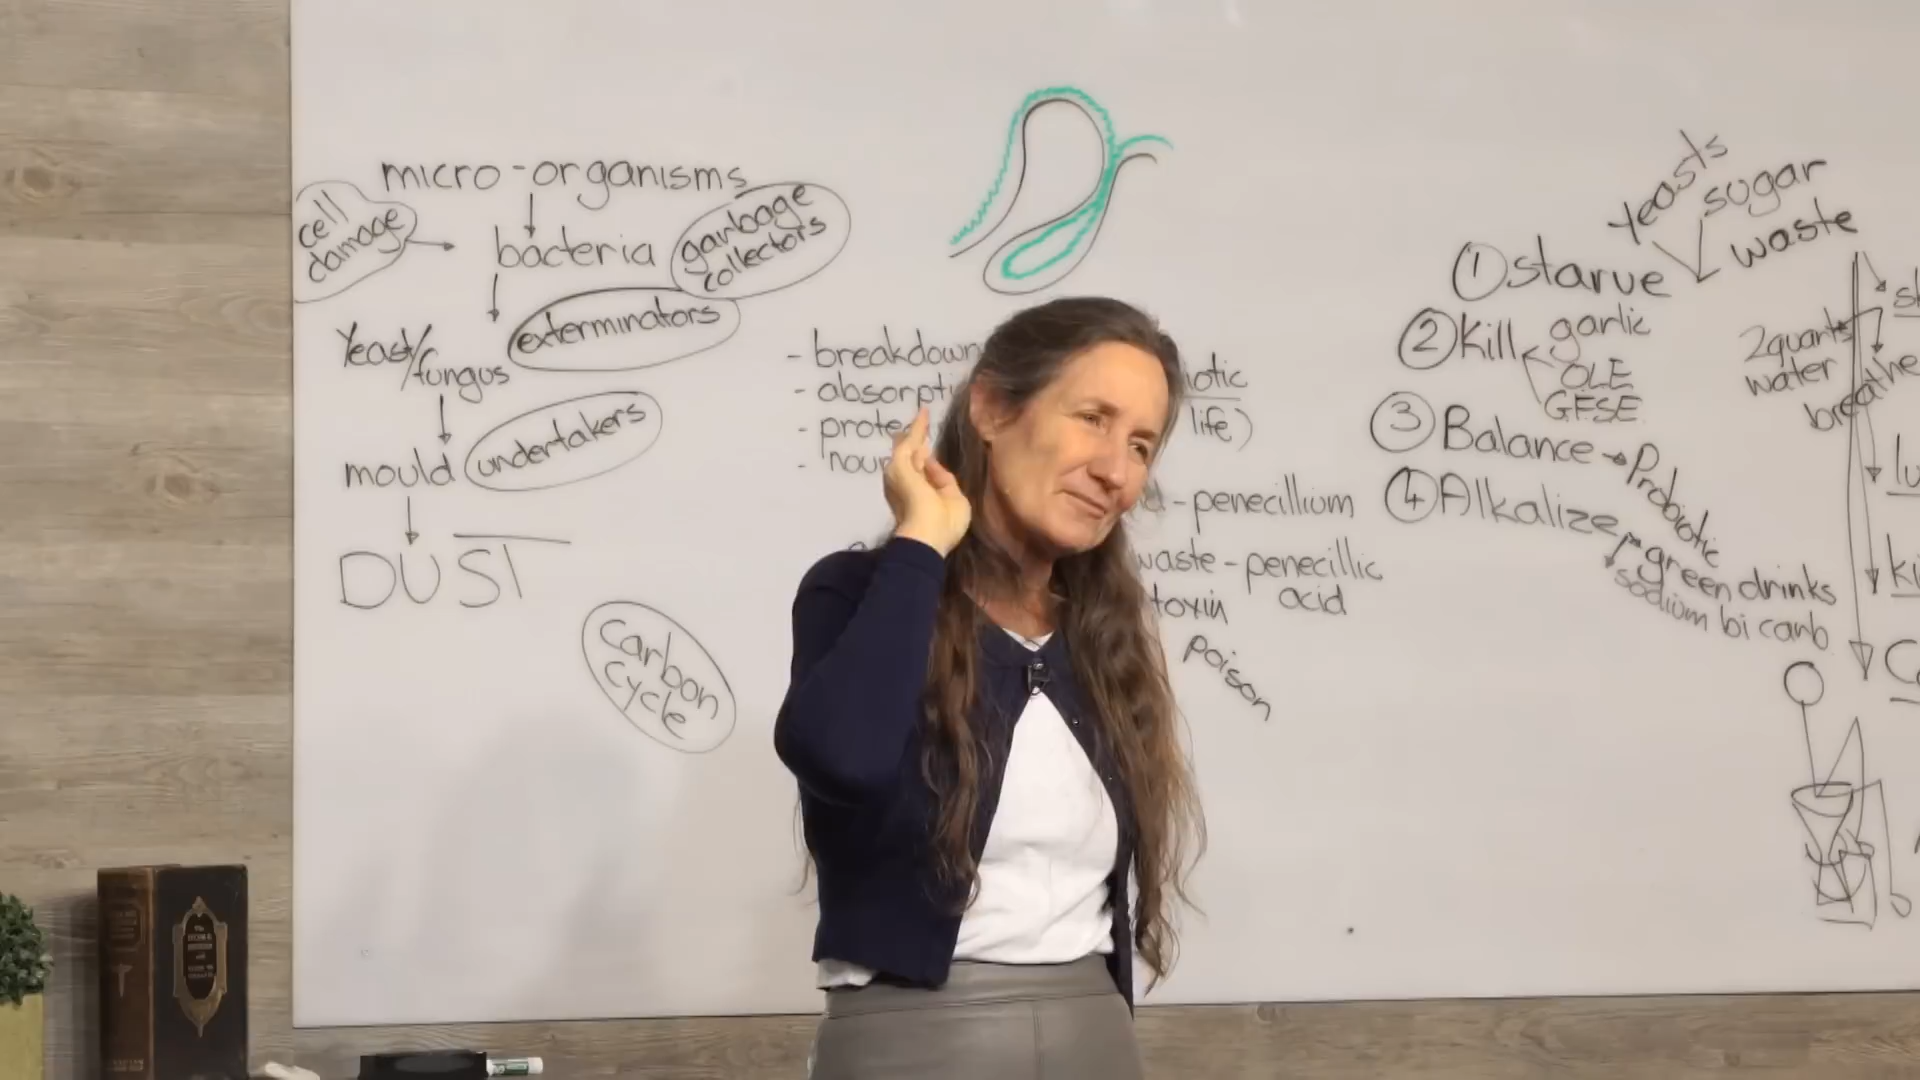 micro-organisms
cell
damage
bacteria
garbage
collectors
Yeast/
fungus
exterminators
mould
undertakers
DUST
Carbon
Cycle
- breakdown
- absorpti
- prote
- nour
iotic
life)
-penecillium
waste - penecillic
toxin acid
poison
yeasts
sugar
waste
① starve
② Kill
garlic
OLE
GFSE
③ Balance → Probiotic
④ Alkalize
green drinks
sodium bi carb
2quarts
water
breathe